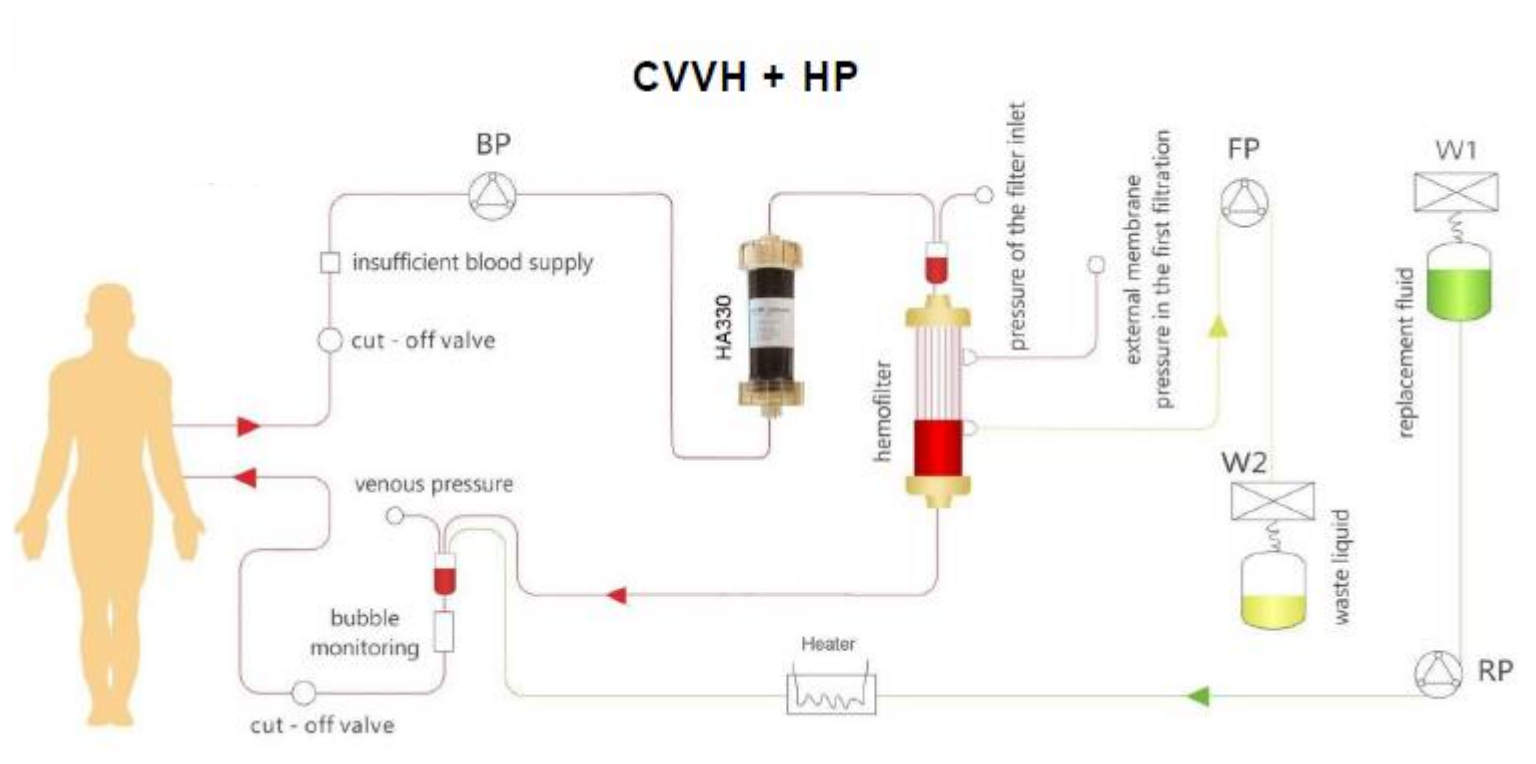 CVVH + HP
BP
insufficient blood supply
cut - off valve
HA330
pressure of the filter inlet
external membrane
pressure in the first filtration
FP
W1
replacement fluid
hemofilter
W2
waste liquid
venous pressure
bubble
monitoring
cut - off valve
Heater
RP